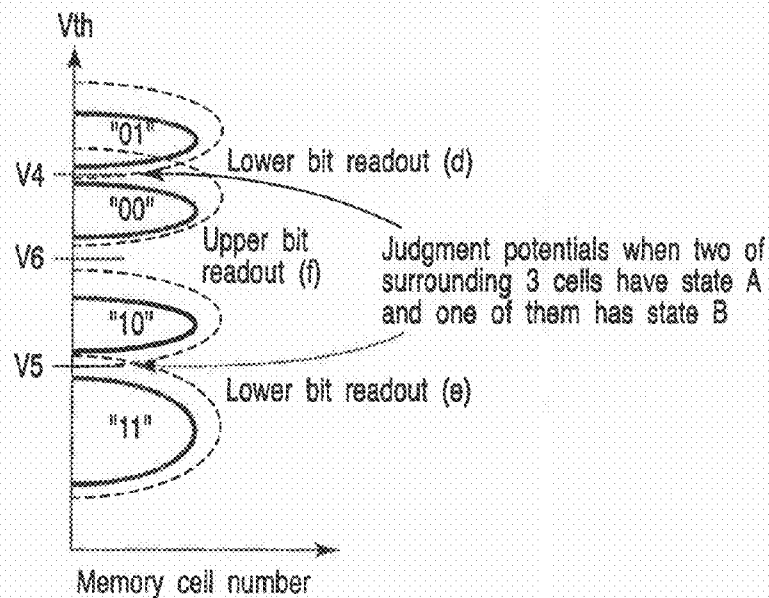 Vth
"01"
V4
Lower bit readout (d)
"00"
Upper bit
readout (f)
V6
Judgment potentials when two of
surrounding 3 cells have state A
and one of them has state B
"10"
V5
Lower bit readout (e)
"11"
Memory cell number